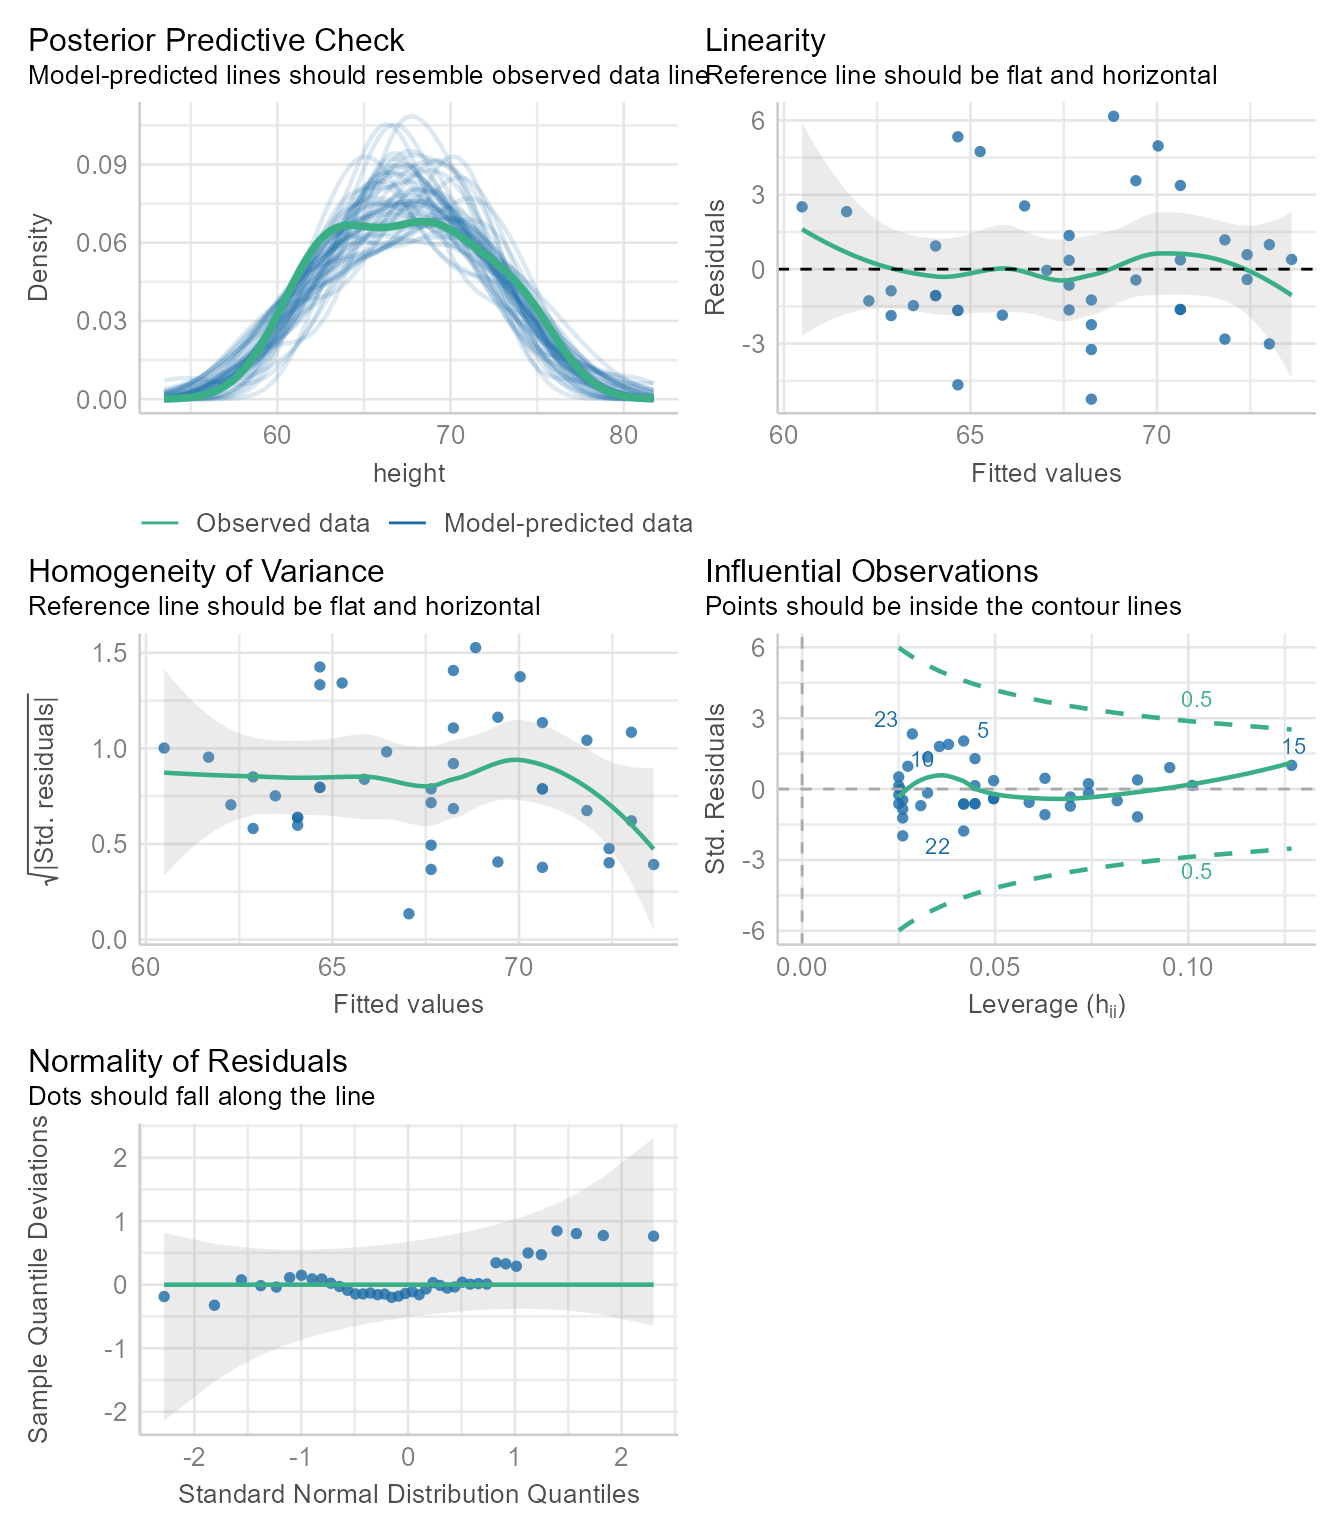 Posterior Predictive Check
Model-predicted lines should resemble observed data line
Density
0.09
0.06
0.03
0.00
60 70 80
height
Observed data Model-predicted data
Linearity
Reference line should be flat and horizontal
Residuals
6
3
0
-3
60 65 70
Fitted values
Homogeneity of Variance
Reference line should be flat and horizontal
√|Std. residuals|
1.5
1.0
0.5
0.0
60 65 70
Fitted values
Influential Observations
Points should be inside the contour lines
Std. Residuals
6
3
0
-3
-6
0.5
23
5
10
15
22
0.5
0.00 0.05 0.10
Leverage (hii)
Normality of Residuals
Dots should fall along the line
Sample Quantile Deviations
2
1
0
-1
-2
-2 -1 0 1 2
Standard Normal Distribution Quantiles